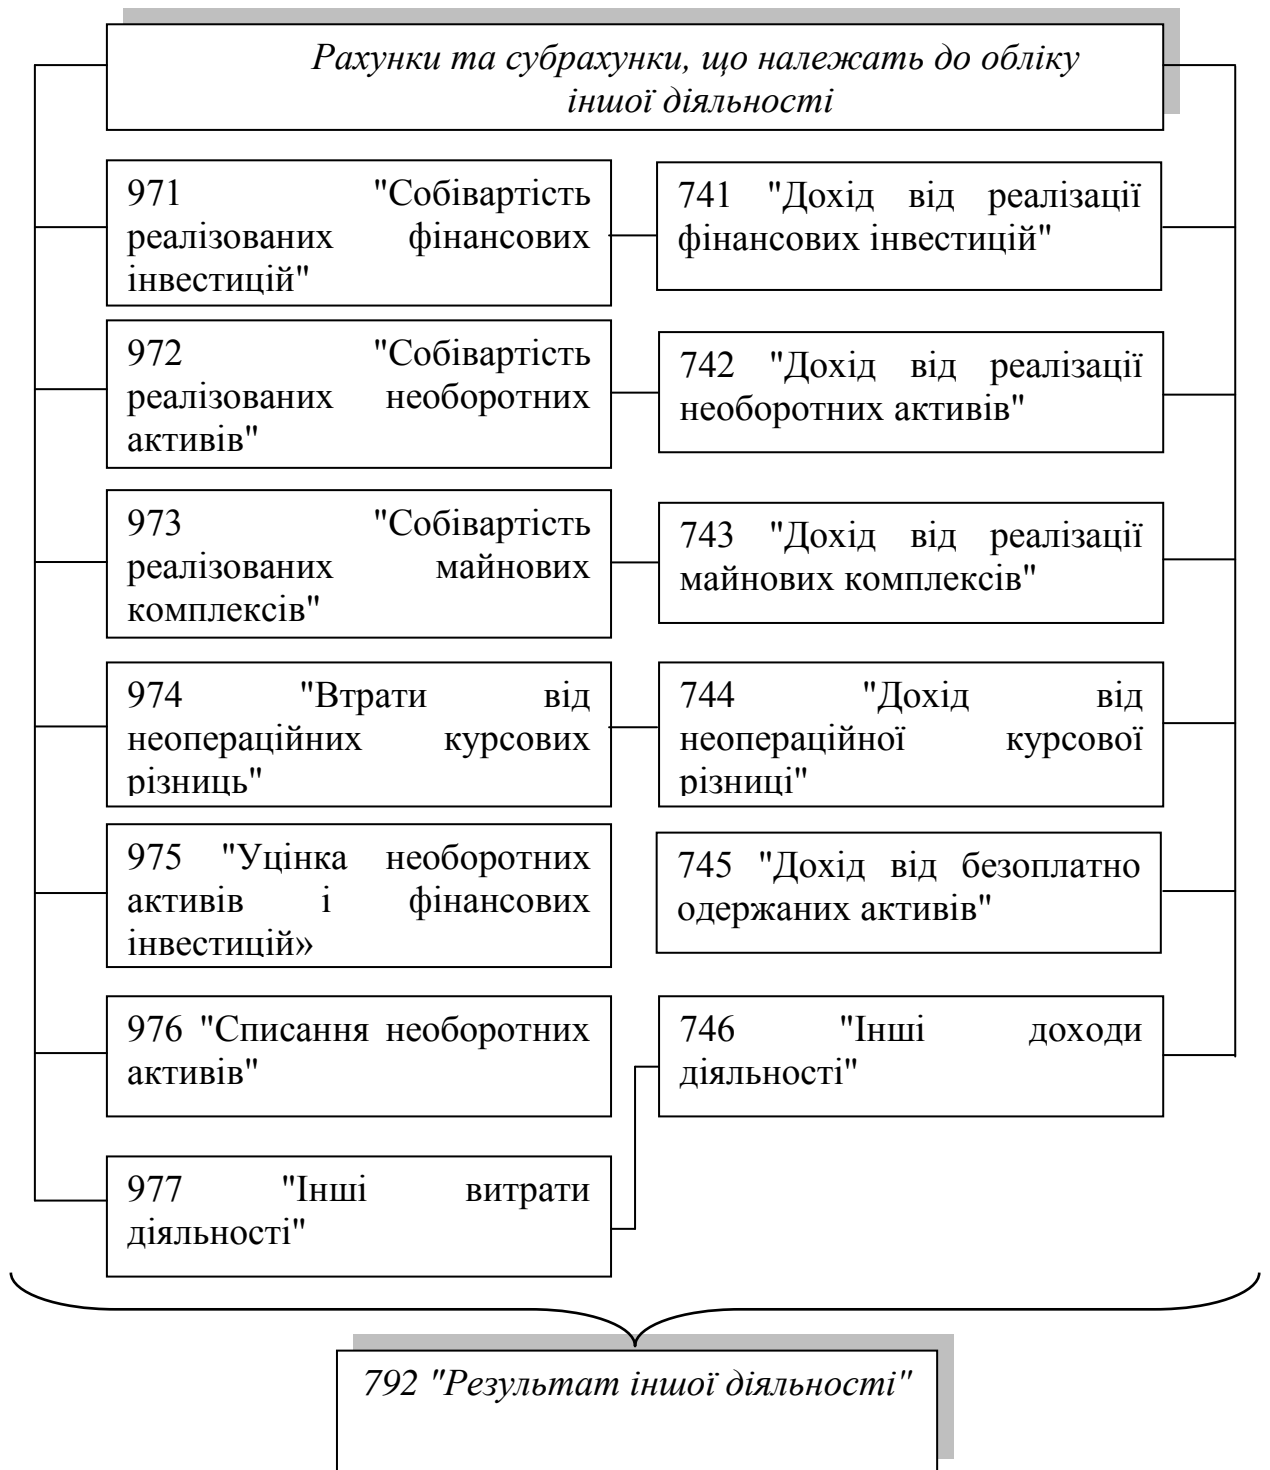 Рахунки та субрахунки, що належать до обліку
іншої діяльності
971 "Собівартість
реалізованих фінансових
інвестицій"
741 "Дохід від реалізації
фінансових інвестицій"
972 "Собівартість
реалізованих необоротних
активів"
742 "Дохід від реалізації
необоротних активів"
973 "Собівартість
реалізованих майнових
комплексів"
743 "Дохід від реалізації
майнових комплексів"
974 "Втрати від
неопераційних курсових
різниць"
744 "Дохід від
неопераційної курсової
різниці"
975 "Уцінка необоротних
активів і фінансових
інвестицій»
745 "Дохід від безоплатно
одержаних активів"
976 "Списання необоротних
активів"
746 "Інші доходи
діяльності"
977 "Інші витрати
діяльності"
792 "Результат іншої діяльності"